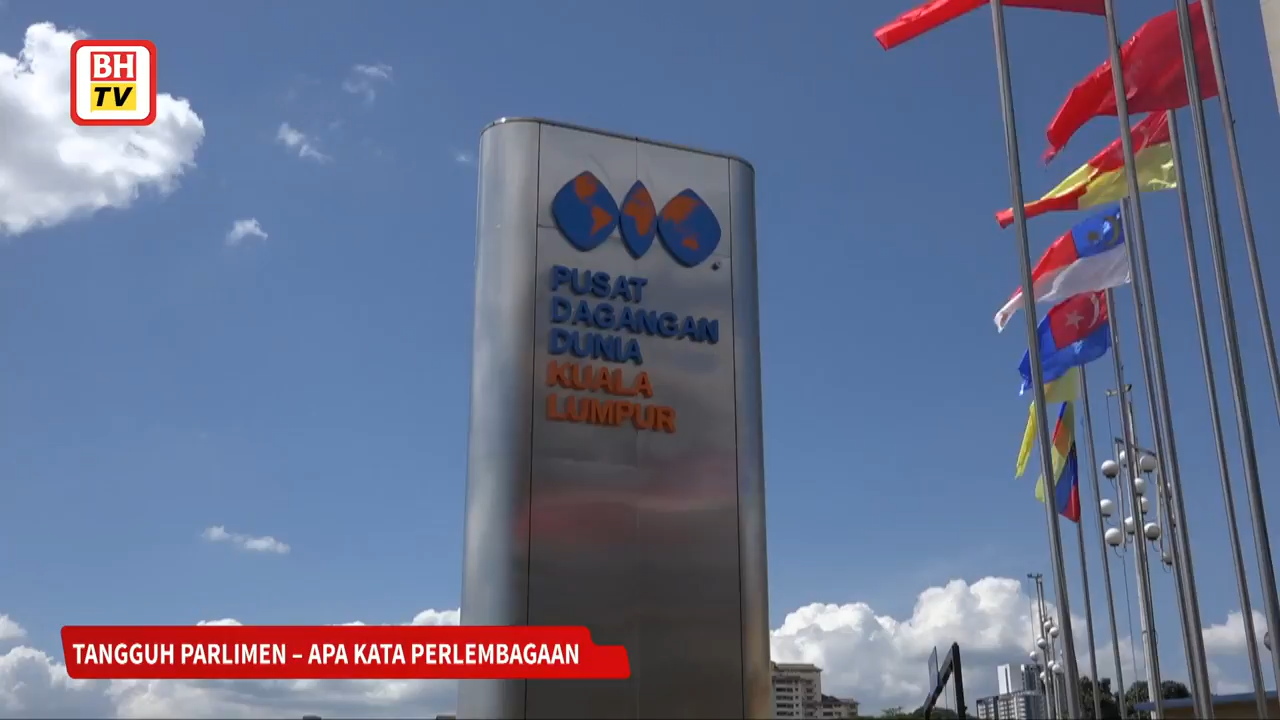 BH
TV
PUSAT
DAGANGAN
DUNIA
KUALA
LUMPUR
TANGGUH PARLIMEN – APA KATA PERLEMBAGAAN